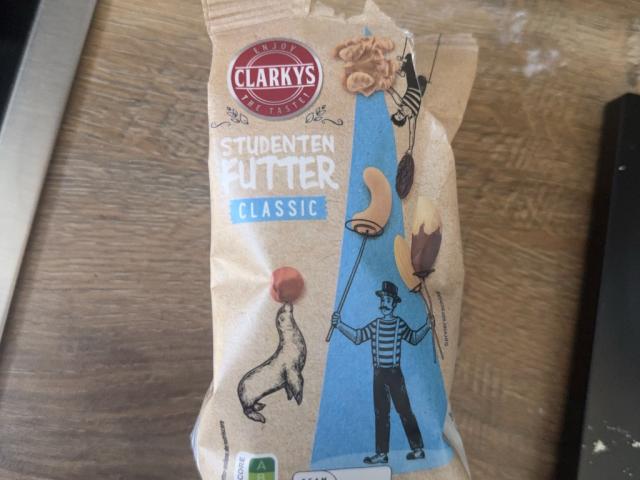 ENJOY
CLARKYS
THE TASTE!
STUDENTEN
FUTTER
CLASSIC
A
B